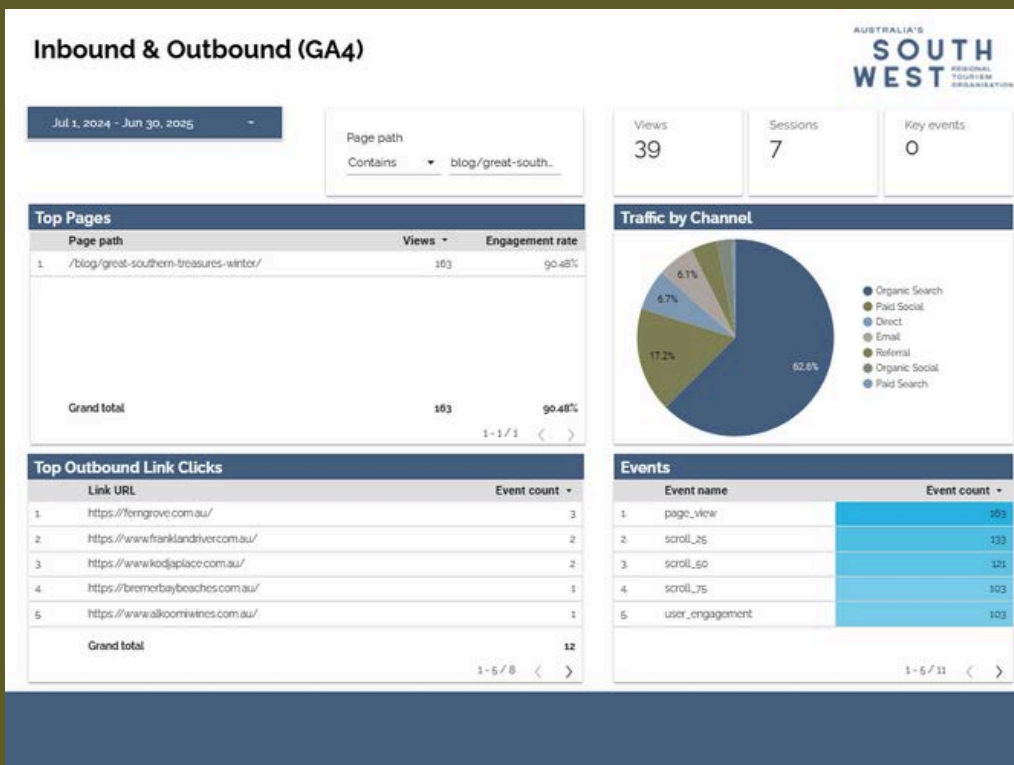 Inbound & Outbound (GA4)
AUSTRALIA'S
SOUTH
WEST
REGIONAL
TOURISM
ORGANISATION
Jul 1, 2024 - Jun 30, 2025
Page path
Contains blog/great-south...
Views
39
Sessions
7
Key events
0
Top Pages
Page path Views Engagement rate
1. /blog/great-southern-treasures-winter/ 163 90.48%
Grand total 163 90.48%
1 - 1 / 1 < >
Traffic by Channel
6.1%
6.7%
17.2%
62.6%
Organic Search
Paid Social
Direct
Email
Referral
Organic Social
Paid Search
Top Outbound Link Clicks
Link URL Event count
1. https://ferngrove.com.au/ 3
2. https://www.franklandriver.com.au/ 2
3. https://www.kodjaplace.com.au/ 2
4. https://bremerbaybeaches.com.au/ 1
5. https://www.alkoomiwines.com.au/ 1
Grand total 12
1 - 5 / 8 < >
Events
Event name Event count
1. page_view 163
2. scroll_25 133
3. scroll_50 121
4. scroll_75 103
5. user_engagement 103
1 - 5 / 11 < >